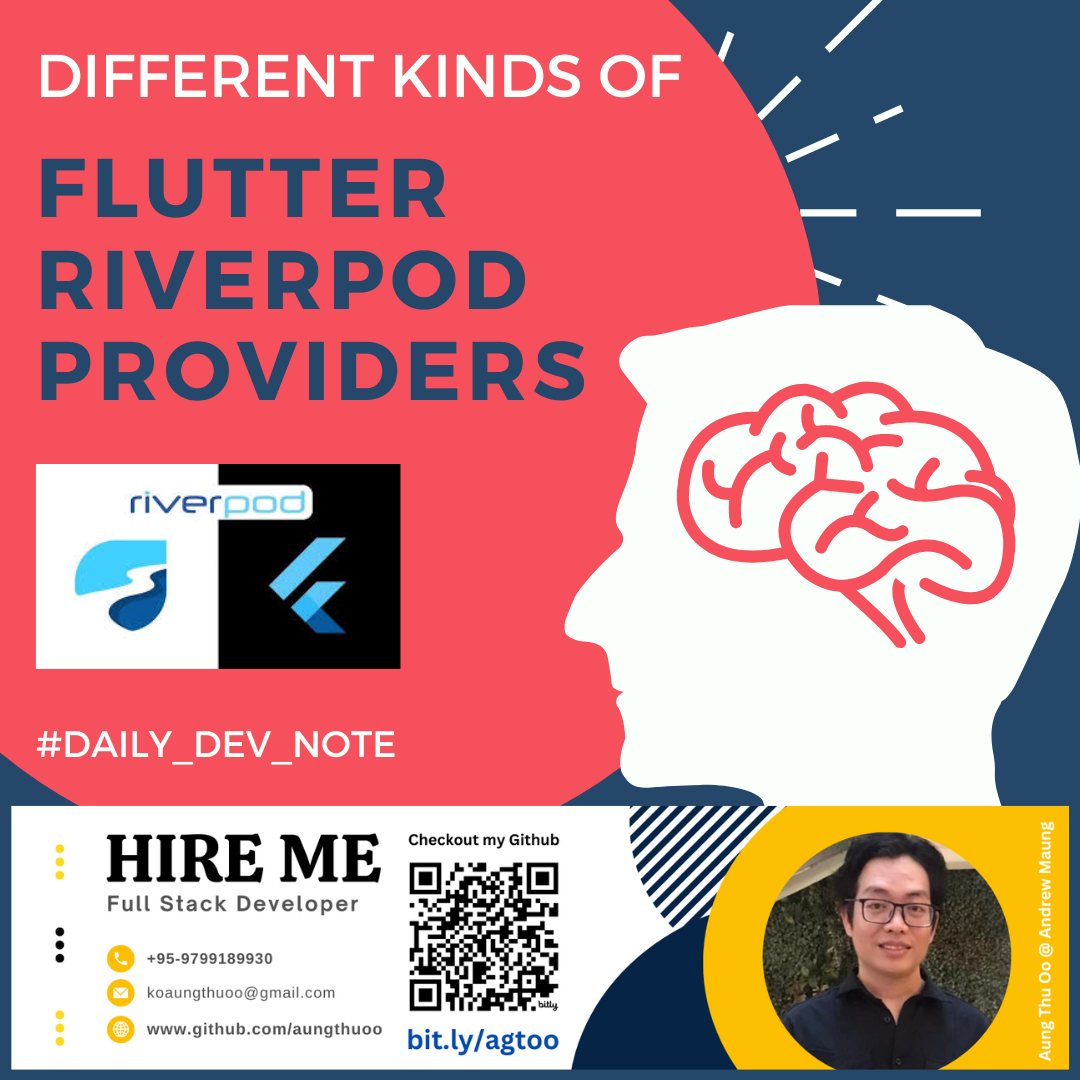 DIFFERENT KINDS OF
FLUTTER
RIVERPOD
PROVIDERS
riverpod
#DAILY_DEV_NOTE
HIRE ME
Full Stack Developer
+95-9799189930
koaungthuoo@gmail.com
www.github.com/aungthuoo
Checkout my Github
bitly
bit.ly/agtoo
Aung Thu Oo @ Andrew Maung